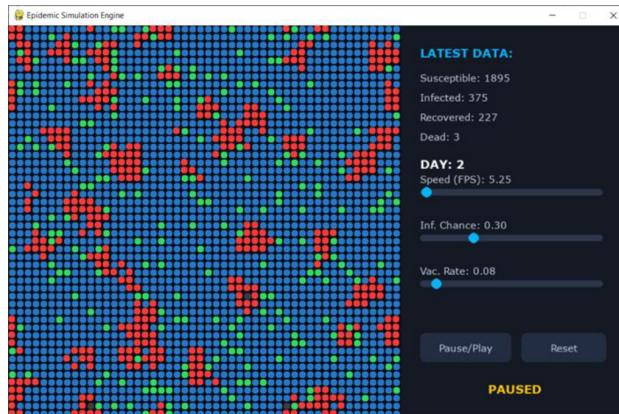 Epidemic Simulation Engine
LATEST DATA:
Susceptible: 1895
Infected: 375
Recovered: 227
Dead: 3
DAY: 2
Speed (FPS): 5.25
Inf. Chance: 0.30
Vac. Rate: 0.08
Pause/Play Reset
PAUSED